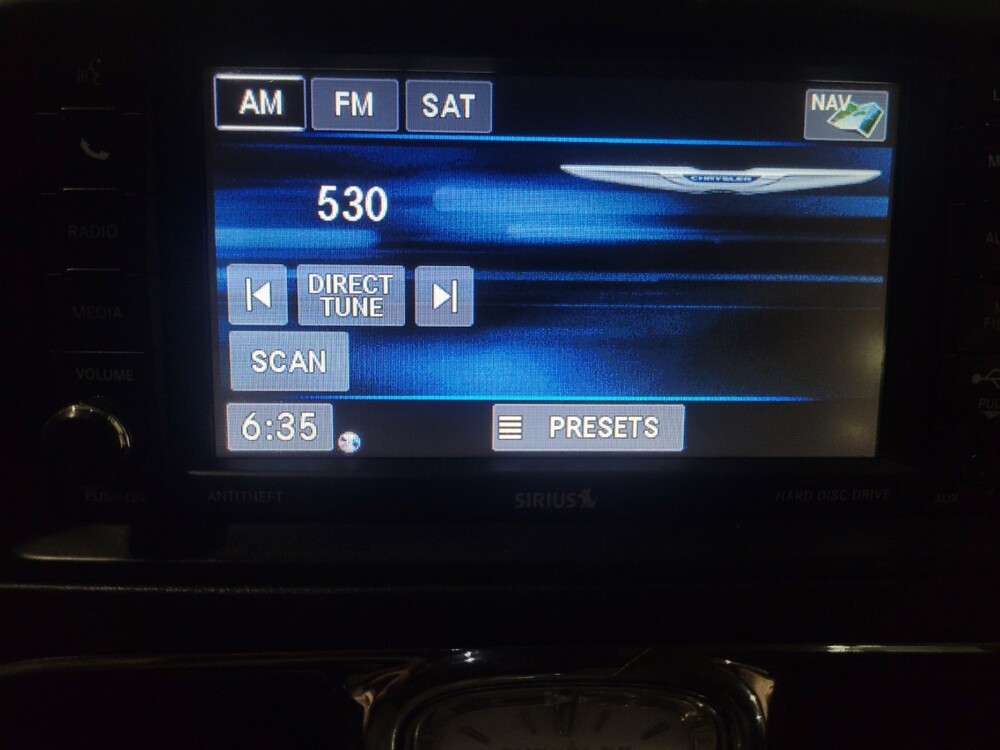 AM FM SAT NAV
CHRYSLER
530
RADIO
DIRECT
TUNE
MEDIA
SCAN
VOLUME
6:35 PRESETS
ANTITHEFT SIRIUS HARD DISC DRIVE AUX